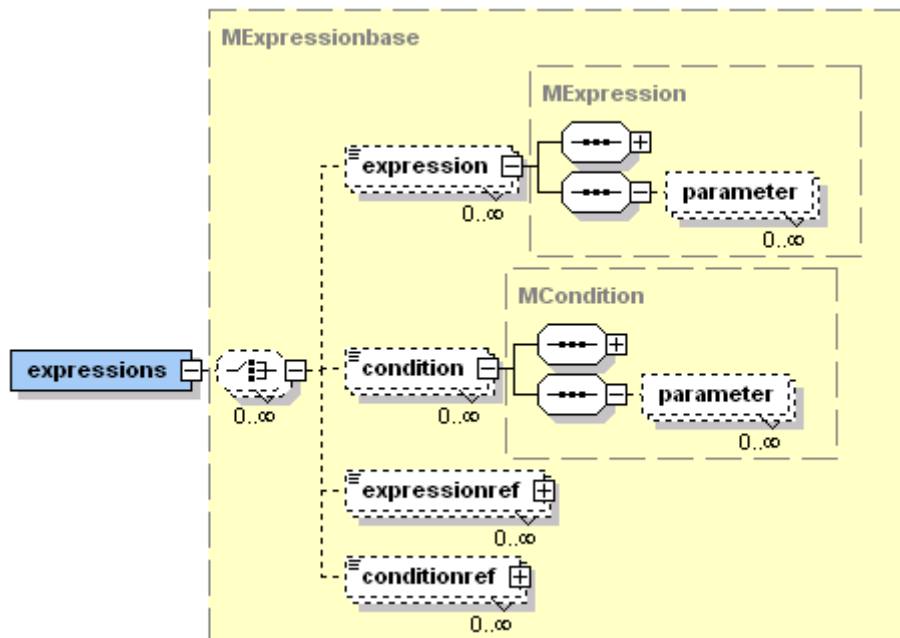 MExpressionbase
MExpression
expression
0..∞
parameter
0..∞
MCondition
expressions
0..∞
condition
0..∞
parameter
0..∞
expressionref
0..∞
conditionref
0..∞